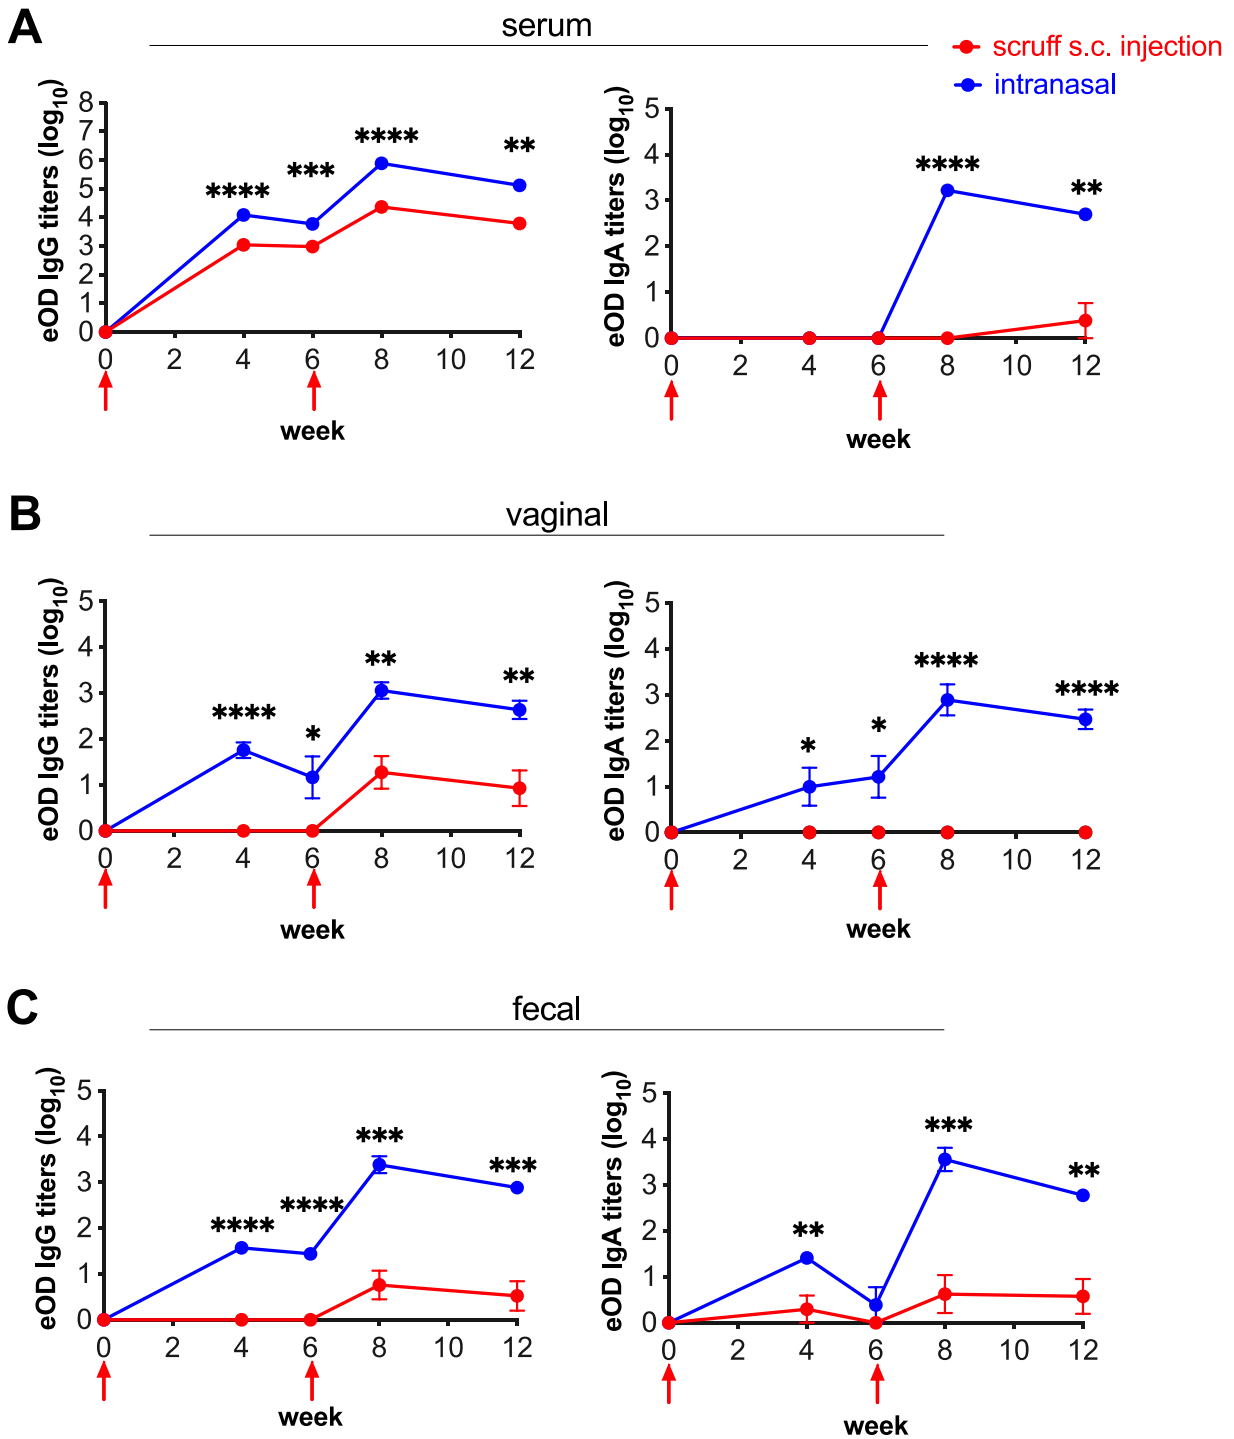 A
serum
scruff s.c. injection
intranasal
eOD IgG titers (log10)
8
7
6
5
4
3
2
1
0
0 2 4 6 8 10 12
**** *** **** **
week
eOD IgA titers (log10)
5
4
3
2
1
0
0 2 4 6 8 10 12
**** **
week
B
vaginal
eOD IgG titers (log10)
5
4
3
2
1
0
0 2 4 6 8 10 12
**** * ** **
week
eOD IgA titers (log10)
5
4
3
2
1
0
0 2 4 6 8 10 12
* * **** ****
week
C
fecal
eOD IgG titers (log10)
5
4
3
2
1
0
0 2 4 6 8 10 12
**** **** *** ***
week
eOD IgA titers (log10)
5
4
3
2
1
0
0 2 4 6 8 10 12
** *** **
week